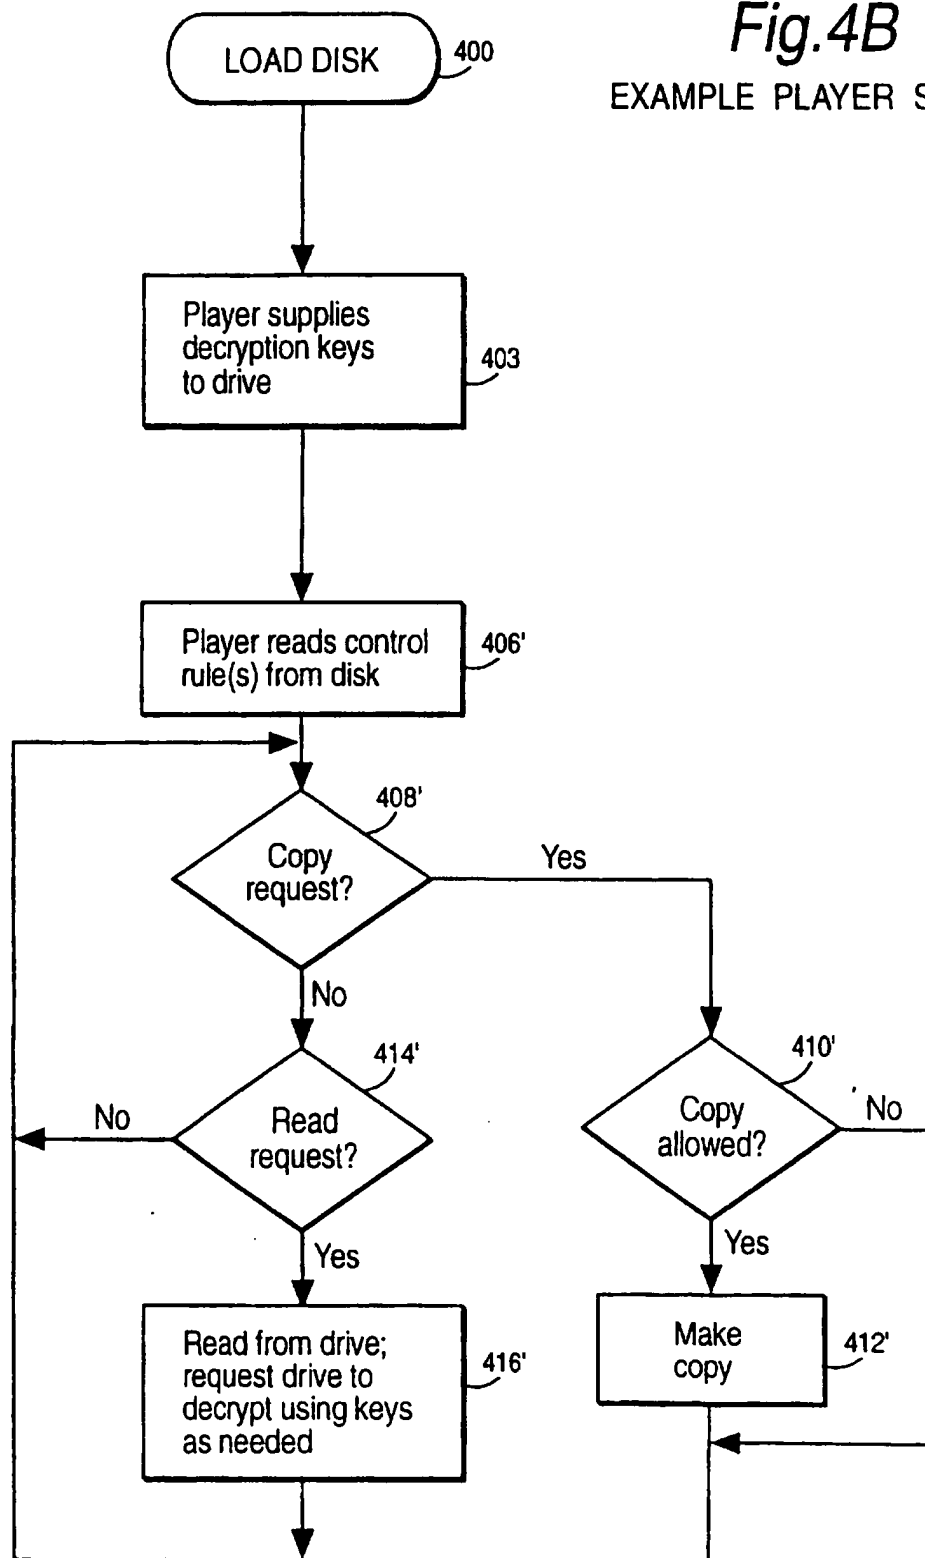 Fig.4B
EXAMPLE PLAYER
LOAD DISK
400
Player supplies
decryption keys
to drive
403
Player reads control
rule(s) from disk
406'
408'
Copy
request?
Yes
No
414'
Read
request?
No
Yes
410'
Copy
allowed?
No
Yes
Read from drive;
request drive to
decrypt using keys
as needed
416'
Make
copy
412'